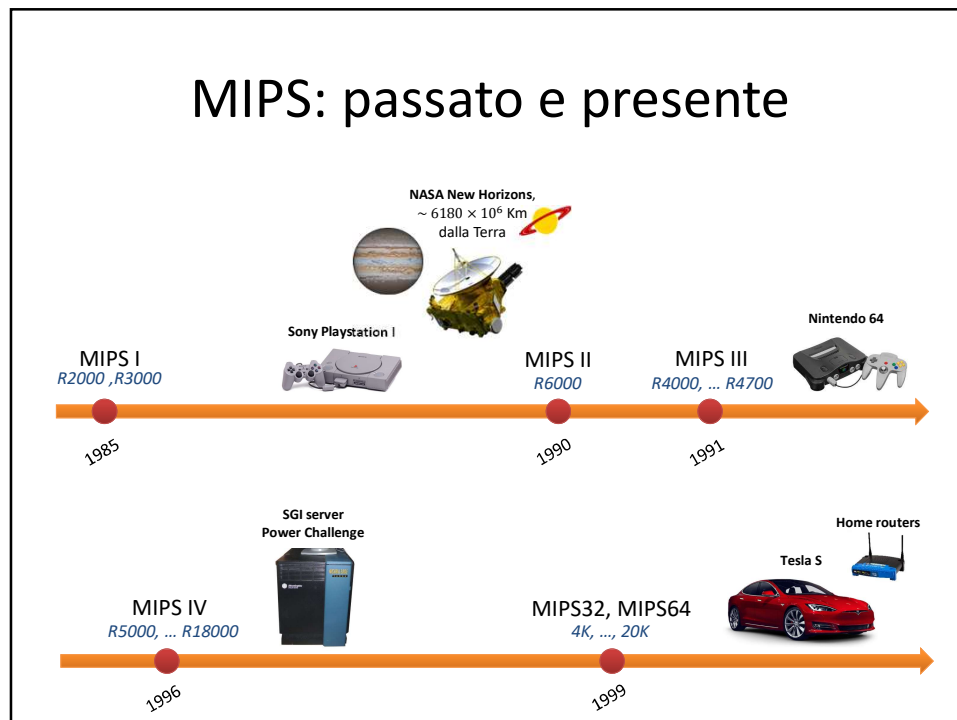 MIPS: passato e presente
NASA New Horizons,
~ 6180 × 10⁶ Km
dalla Terra
Sony Playstation I
Nintendo 64
MIPS I
R2000 ,R3000
MIPS II
R6000
MIPS III
R4000, … R4700
1985
1990
1991
SGI server
Power Challenge
Home routers
Tesla S
MIPS IV
R5000, … R18000
MIPS32, MIPS64
4K, …, 20K
1996
1999